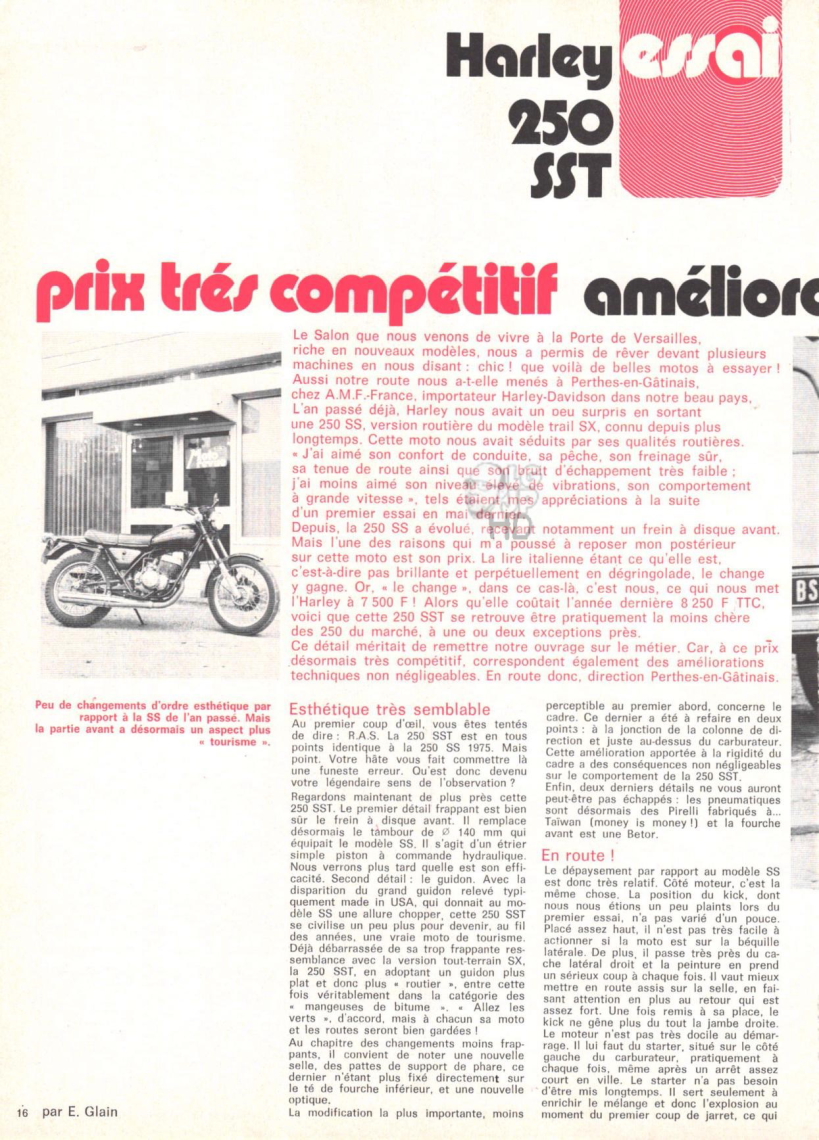 Harley essai
250
SST
prix trés compétitif amélior
Le Salon que nous venons de vivre à la Porte de Versailles,
riche en nouveaux modèles, nous a permis de rêver devant plusieurs
machines en nous disant : chic ! que voilà de belles motos à essayer !
Aussi notre route nous a-t-elle menés à Perthes-en-Gâtinais,
chez A.M.F.-France, importateur Harley-Davidson dans notre beau pays.
L'an passé déjà, Harley nous avait un oeu surpris en sortant
une 250 SS, version routière du modèle trail SX, connu depuis plus
longtemps. Cette moto nous avait séduits par ses qualités routières.
« J'ai aimé son confort de conduite, sa pêche, son freinage sûr,
sa tenue de route ainsi que son bruit d'échappement très faible ;
j'ai moins aimé son niveau élevé de vibrations, son comportement
à grande vitesse », tels étaient mes appréciations à la suite
d'un premier essai en mai dernier.
Depuis, la 250 SS a évolué, recevant notamment un frein à disque avant.
Mais l'une des raisons qui m'a poussé à reposer mon postérieur
sur cette moto est son prix. La lire italienne étant ce qu'elle est,
c'est-à-dire pas brillante et perpétuellement en dégringolade, le change
y gagne. Or, « le change », dans ce cas-là, c'est nous, ce qui nous met
l'Harley à 7 500 F ! Alors qu'elle coûtait l'année dernière 8 250 F TTC,
voici que cette 250 SST se retrouve être pratiquement la moins chère
des 250 du marché, à une ou deux exceptions près.
Ce détail méritait de remettre notre ouvrage sur le métier. Car, à ce prix
désormais très compétitif, correspondent également des améliorations
techniques non négligeables. En route donc, direction Perthes-en-Gâtinais.
BS
Peu de changements d'ordre esthétique par
rapport à la SS de l'an passé. Mais
la partie avant a désormais un aspect plus
« tourisme ».
Esthétique très semblable
Au premier coup d'œil, vous êtes tentés
de dire : R.A.S. La 250 SST est en tous
points identique à la 250 SS 1975. Mais
point. Votre hâte vous fait commettre là
une funeste erreur. Qu'est donc devenu
votre légendaire sens de l'observation ?
Regardons maintenant de plus près cette
250 SST. Le premier détail frappant est bien
sûr le frein à disque avant. Il remplace
désormais le tambour de Ø 140 mm qui
équipait le modèle SS. Il s'agit d'un étrier
simple piston à commande hydraulique.
Nous verrons plus tard quelle est son effi-
cacité. Second détail : le guidon. Avec la
disparition du grand guidon relevé typi-
quement made in USA, qui donnait au mo-
dèle SS une allure chopper, cette 250 SST
se civilise un peu plus pour devenir, au fil
des années, une vraie moto de tourisme.
Déjà débarrassée de sa trop frappante res-
semblance avec la version tout-terrain SX,
la 250 SST, en adoptant un guidon plus
plat et donc plus « routier », entre cette
fois véritablement dans la catégorie des
« mangeuses de bitume ». « Allez les
verts », d'accord, mais à chacun sa moto
et les routes seront bien gardées !
Au chapitre des changements moins frap-
pants, il convient de noter une nouvelle
selle, des pattes de support de phare, ce
dernier n'étant plus fixé directement sur
le té de fourche inférieur, et une nouvelle
optique.
La modification la plus importante, moins
perceptible au premier abord, concerne le
cadre. Ce dernier a été à refaire en deux
points : à la jonction de la colonne de di-
rection et juste au-dessus du carburateur.
Cette amélioration apportée à la rigidité du
cadre a des conséquences non négligeables
sur le comportement de la 250 SST.
Enfin, deux derniers détails ne vous auront
peut-être pas échappés : les pneumatiques
sont désormais des Pirelli fabriqués à...
Taïwan (money is money !) et la fourche
avant est une Betor.
En route !
Le dépaysement par rapport au modèle SS
est donc très relatif. Côté moteur, c'est la
même chose. La position du kick, dont
nous nous étions un peu plaints lors du
premier essai, n'a pas varié d'un pouce.
Placé assez haut, il n'est pas très facile à
actionner si la moto est sur la béquille
latérale. De plus, il passe très près du ca-
che latéral droit et la peinture en prend
un sérieux coup à chaque fois. Il vaut mieux
mettre en route assis sur la selle, en fai-
sant attention en plus au retour qui est
assez fort. Une fois remis à sa place, le
kick ne gêne plus du tout la jambe droite.
Le moteur n'est pas très docile au démar-
rage. Il lui faut du starter, situé sur le côté
gauche du carburateur, pratiquement à
chaque fois, même après un arrêt assez
court en ville. Le starter n'a pas besoin
d'être mis longtemps. Il sert seulement à
enrichir le mélange et donc l'explosion au
moment du premier coup de jarret, ce qui
16 par E. Glain